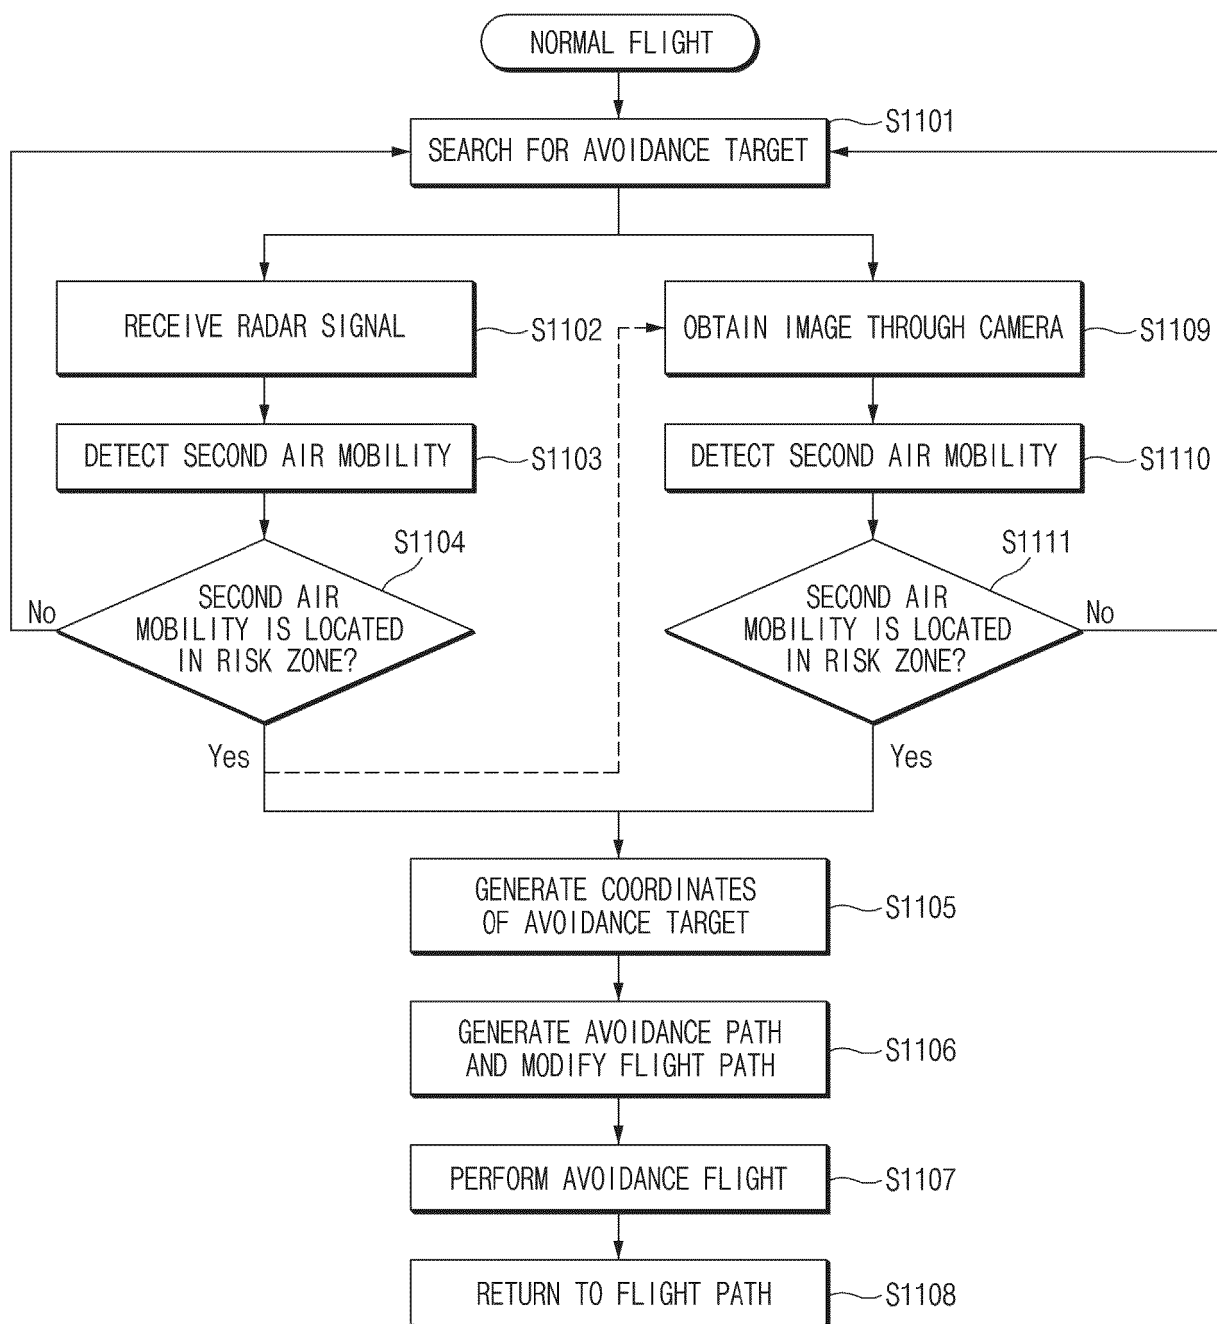 NORMAL FLIGHT
S1101
SEARCH FOR AVOIDANCE TARGET
RECEIVE RADAR SIGNAL
S1102
OBTAIN IMAGE THROUGH CAMERA
S1109
DETECT SECOND AIR MOBILITY
S1103
DETECT SECOND AIR MOBILITY
S1110
S1104
SECOND AIR
MOBILITY IS LOCATED
IN RISK ZONE?
No
Yes
S1111
SECOND AIR
MOBILITY IS LOCATED
IN RISK ZONE?
No
Yes
GENERATE COORDINATES
OF AVOIDANCE TARGET
S1105
GENERATE AVOIDANCE PATH
AND MODIFY FLIGHT PATH
S1106
PERFORM AVOIDANCE FLIGHT
S1107
RETURN TO FLIGHT PATH
S1108